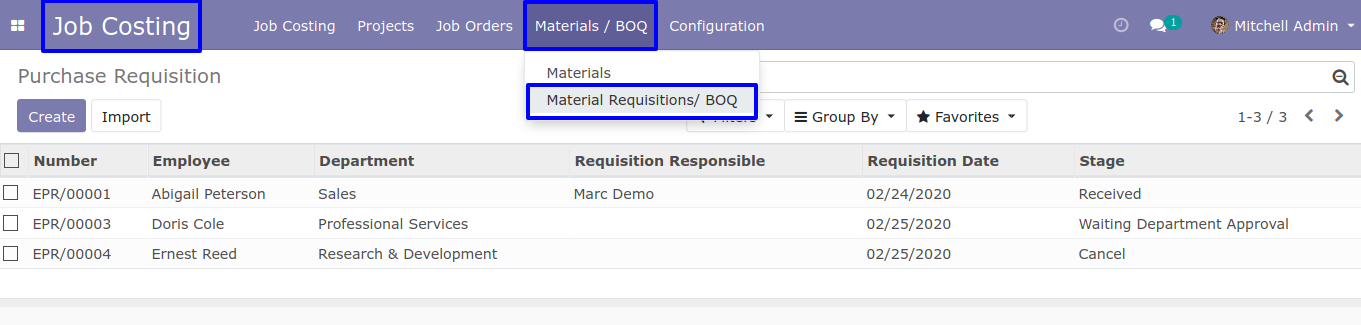 Job Costing Job Costing Projects Job Orders Materials / BOQ Configuration 1 Mitchell Admin
Purchase Requisition
Materials
Material Requisitions/ BOQ
Create Import Filters Group By Favorites 1-3 / 3
Number Employee Department Requisition Responsible Requisition Date Stage
EPR/00001 Abigail Peterson Sales Marc Demo 02/24/2020 Received
EPR/00003 Doris Cole Professional Services 02/25/2020 Waiting Department Approval
EPR/00004 Ernest Reed Research & Development 02/25/2020 Cancel